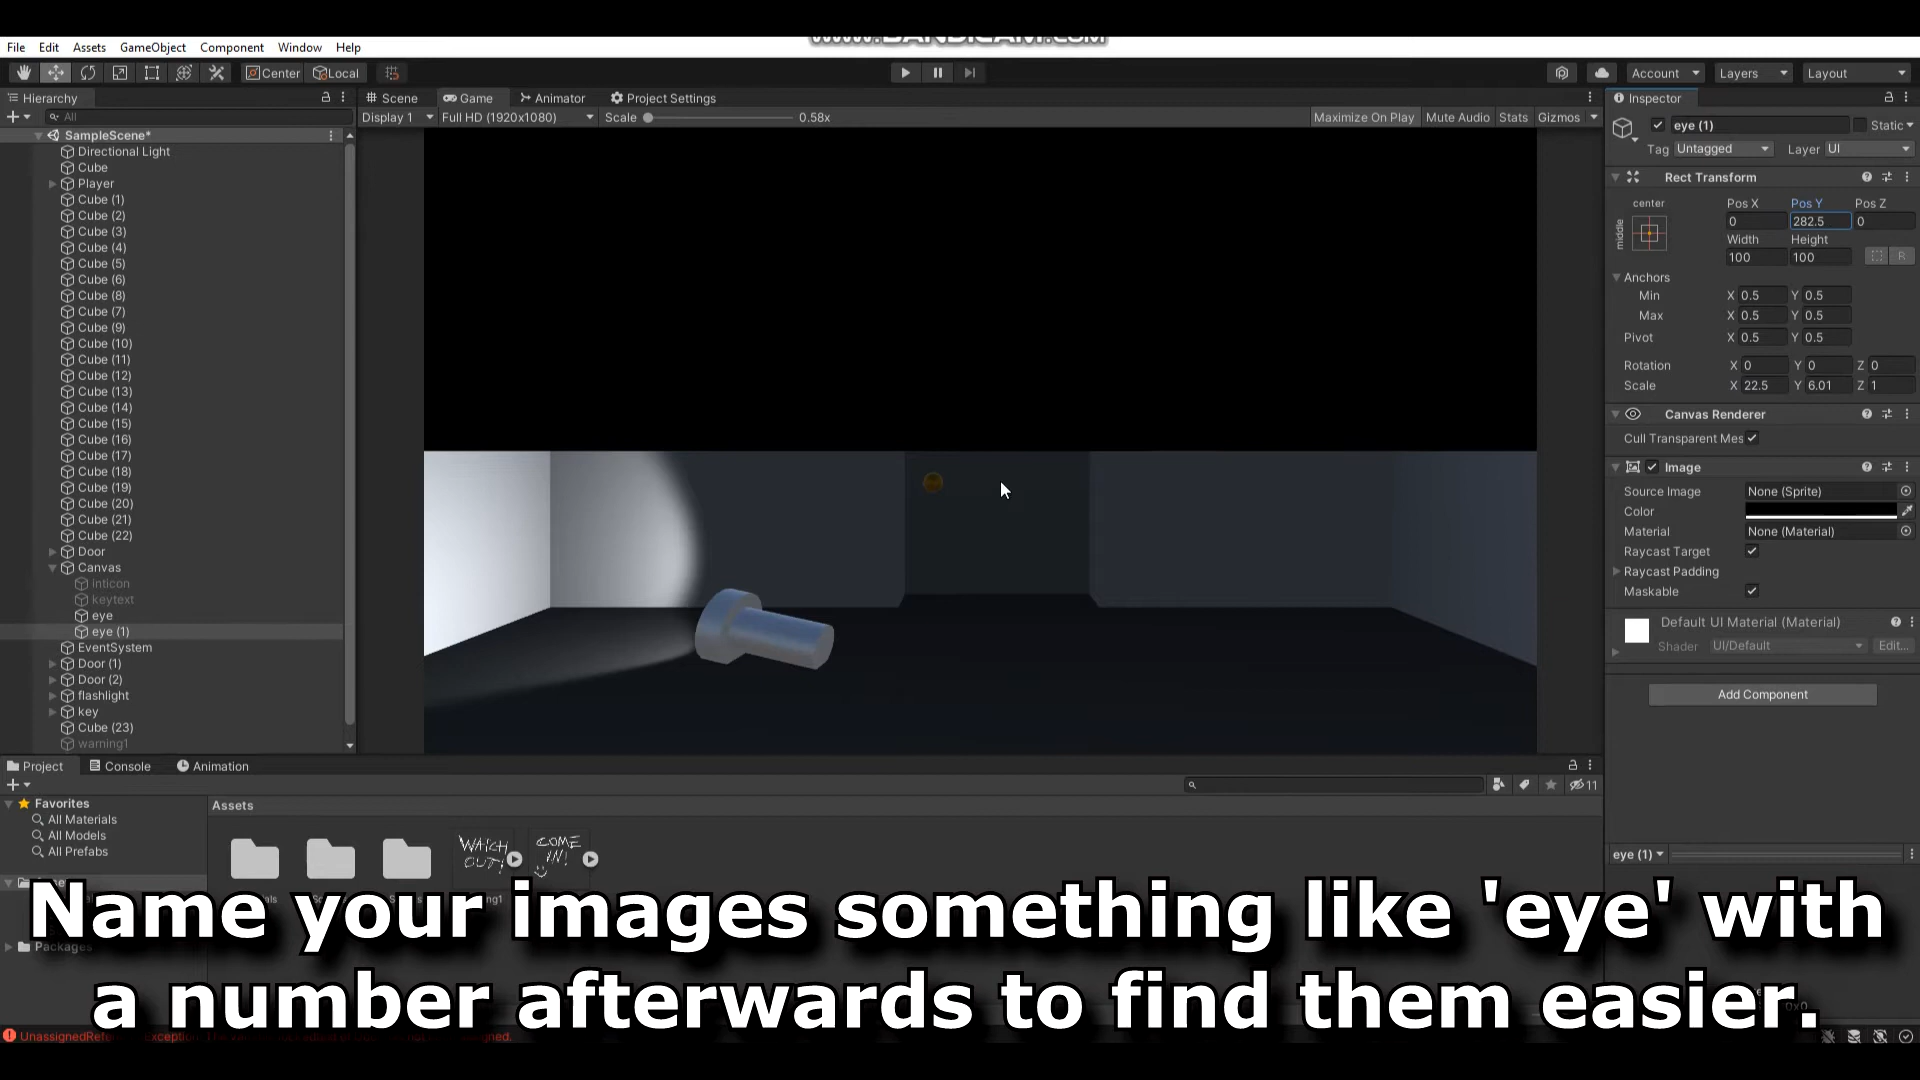 www.BANDICAM.com
File Edit Assets GameObject Component Window Help
Center Local
Account Layers Layout
Hierarchy
All
SampleScene*
Directional Light
Cube
Player
Cube (1)
Cube (2)
Cube (3)
Cube (4)
Cube (5)
Cube (6)
Cube (8)
Cube (7)
Cube (9)
Cube (10)
Cube (11)
Cube (12)
Cube (13)
Cube (14)
Cube (15)
Cube (16)
Cube (17)
Cube (18)
Cube (19)
Cube (20)
Cube (21)
Cube (22)
Door
Canvas
inticon
keytext
eye
eye (1)
EventSystem
Door (1)
Door (2)
flashlight
key
Cube (23)
warning1
Scene Game Animator Project Settings
Display 1 Full HD (1920x1080) Scale 0.58x Maximize On Play Mute Audio Stats Gizmos
Inspector
eye (1) Static
Tag Untagged Layer UI
Rect Transform
center
middle
Pos X Pos Y Pos Z
0 282.5 0
Width Height
100 100
R
Anchors
Min X 0.5 Y 0.5
Max X 0.5 Y 0.5
Pivot X 0.5 Y 0.5
Rotation X 0 Y 0 Z 0
Scale X 22.5 Y 6.01 Z 1
Canvas Renderer
Cull Transparent Mes
Image
Source Image None (Sprite)
Color
Material None (Material)
Raycast Target
Raycast Padding
Maskable
Default UI Material (Material)
Shader UI/Default Edit...
Add Component
eye (1)
Project Console Animation
11
Favorites
All Materials
All Models
All Prefabs
Packages
Assets
WATCH OUT!
COME IN!
Name your images something like 'eye' with
a number afterwards to find them easier.